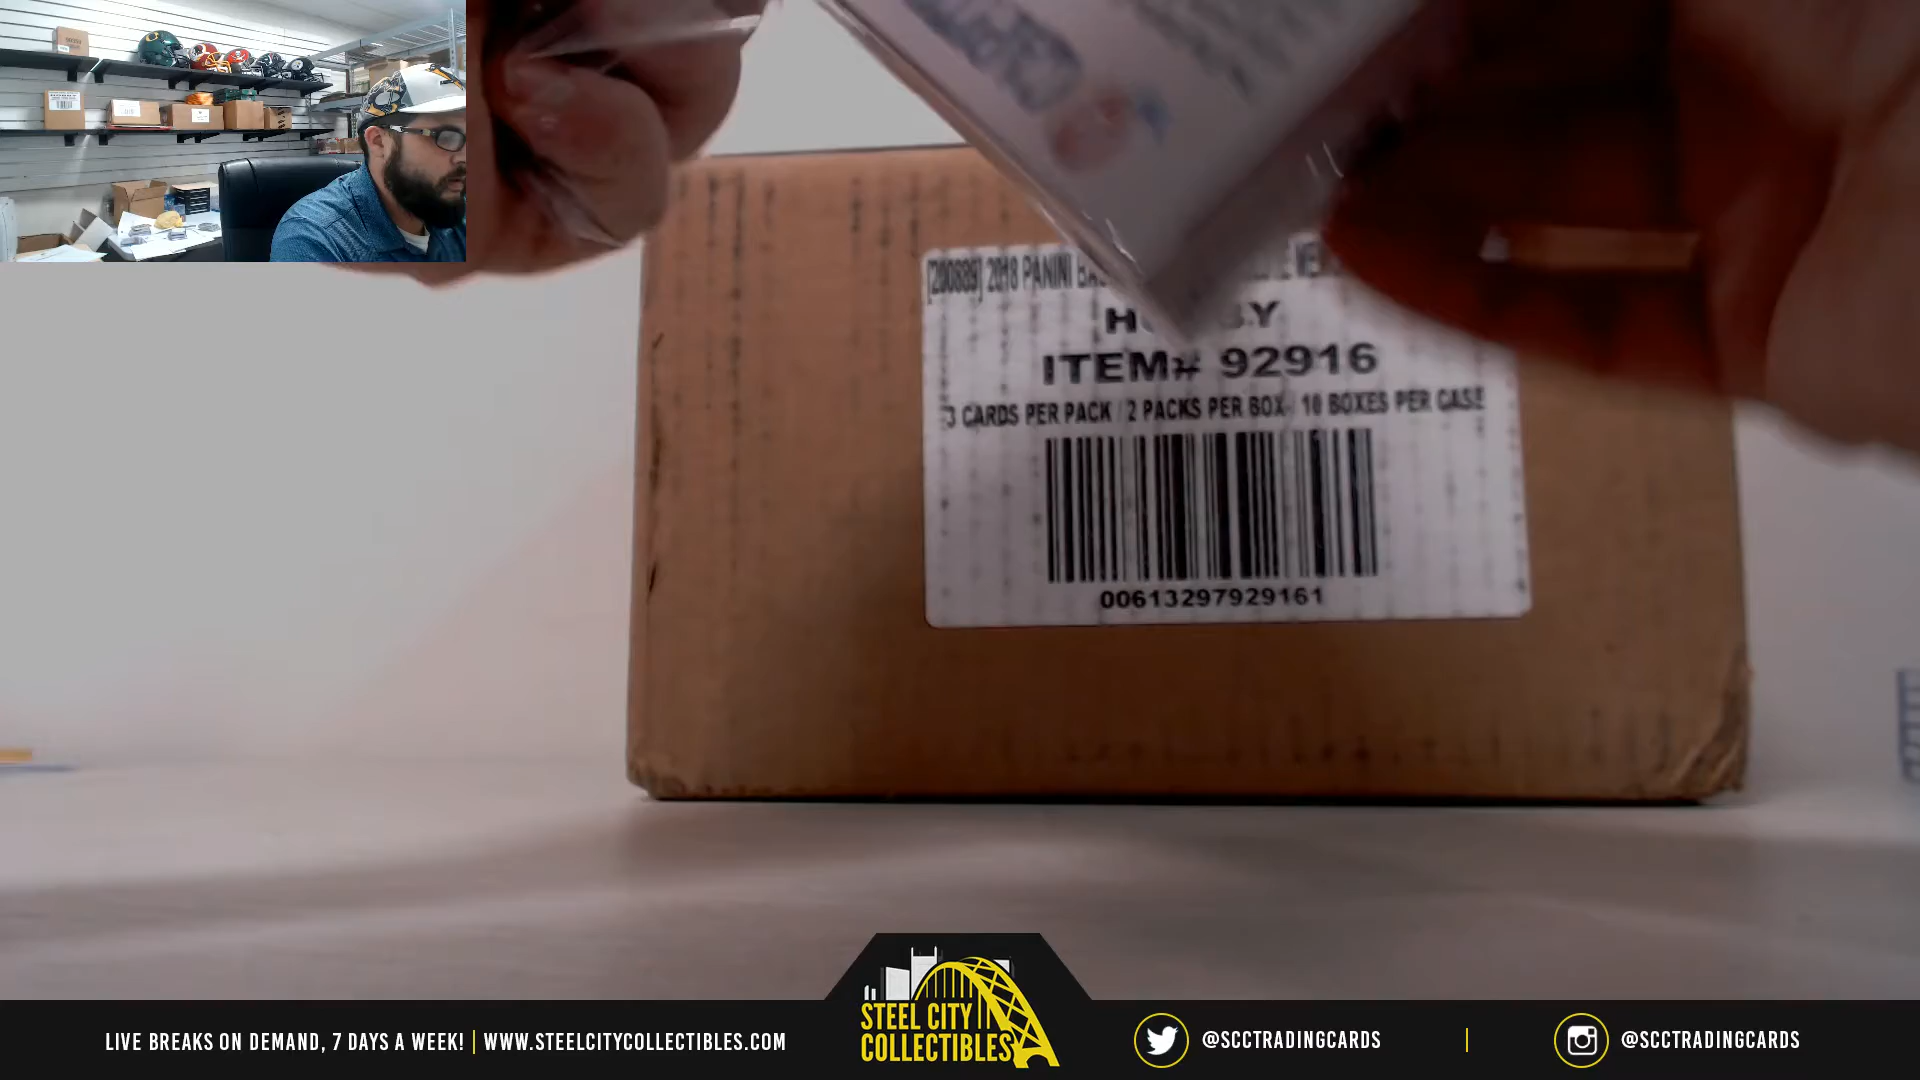 [200889] 2018 PANINI
ITEM# 92916
3 CARDS PER PACK / 2 PACKS PER BOX / 10 BOXES PER CASE
00613297929161
LIVE BREAKS ON DEMAND, 7 DAYS A WEEK! | WWW.STEELCITYCOLLECTIBLES.COM
STEEL CITY
COLLECTIBLES
@SCCTRADINGCARDS | @SCCTRADINGCARDS